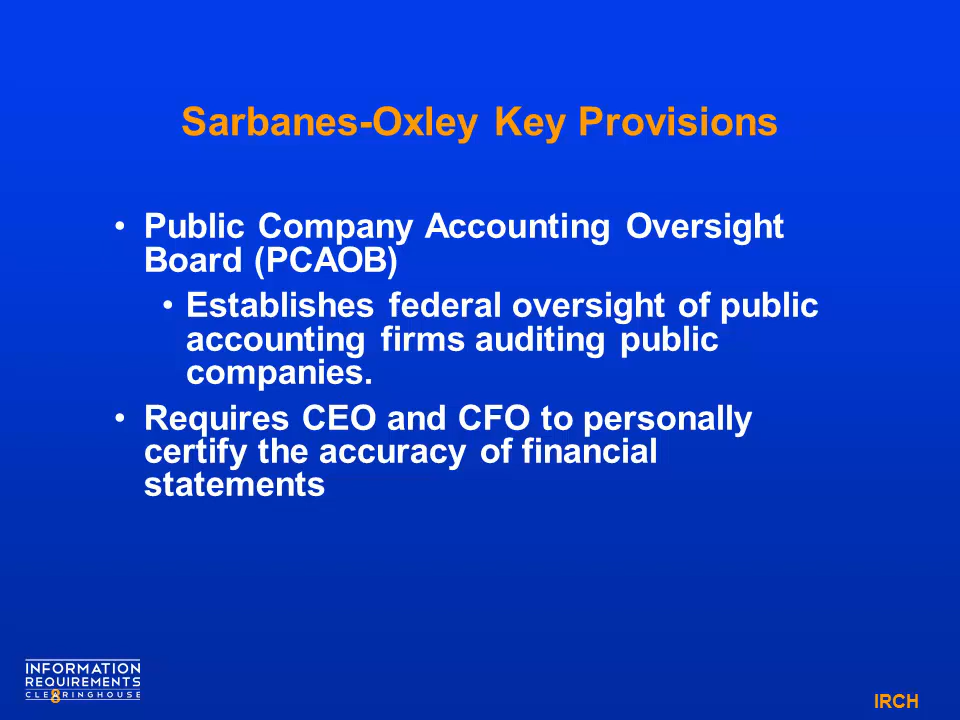 Sarbanes-Oxley Key Provisions
• Public Company Accounting Oversight
Board (PCAOB)
• Establishes federal oversight of public
accounting firms auditing public
companies.
• Requires CEO and CFO to personally
certify the accuracy of financial
statements
INFORMATION
REQUIREMENTS
CLEARINGHOUSE
8
IRCH